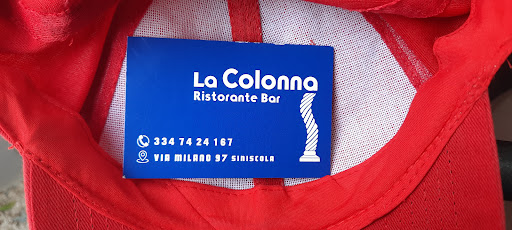 La Colonna
Ristorante Bar
334 74 24 167
VIA MILANO 97 SINISCOLA